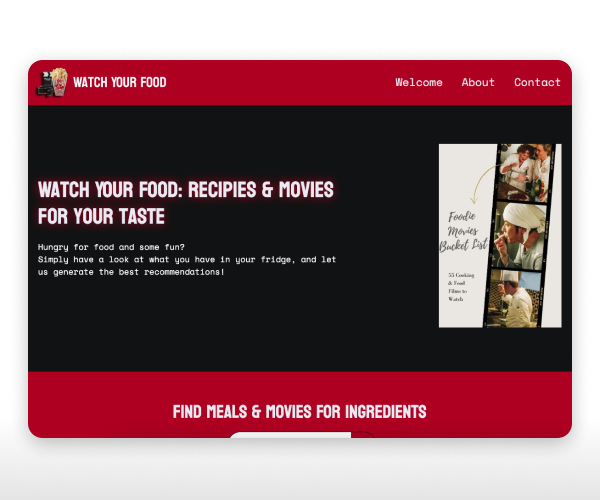 WATCH YOUR FOOD
Welcome
About
Contact
WATCH YOUR FOOD: RECIPIES & MOVIES
FOR YOUR TASTE
Hungry for food and some fun?
Simply have a look at what you have in your fridge, and let
us generate the best recommendations!
Foodie
Movies
Bucket List
55 Cooking
& Food
Films to
Watch
FIND MEALS & MOVIES FOR INGREDIENTS